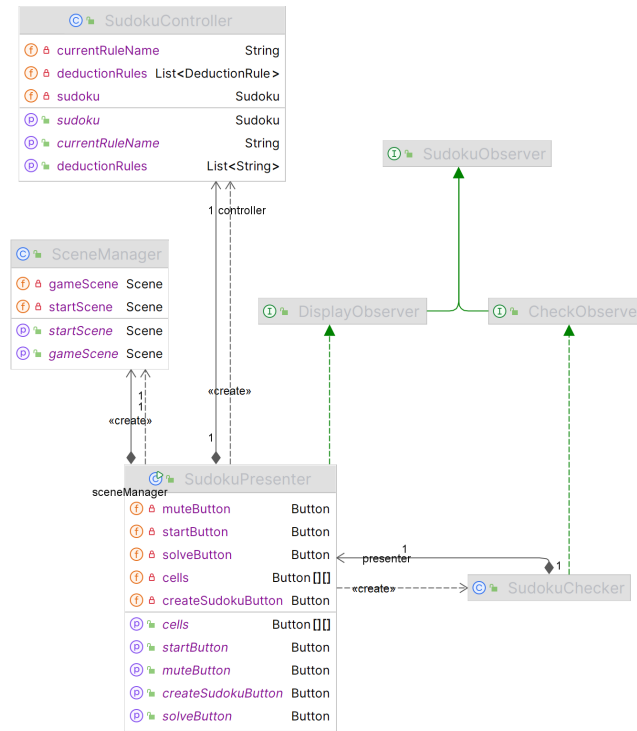 SudokuController
currentRuleName String
deductionRules List<DeductionRule>
sudoku Sudoku
sudoku Sudoku
currentRuleName String
deductionRules List<String>
SudokuObserver
1 controller
SceneManager
gameScene Scene
startScene Scene
startScene Scene
gameScene Scene
DisplayObserver
CheckObserver
«create»
1
1
«create»
1
sceneManager
SudokuPresenter
muteButton Button
startButton Button
solveButton Button
cells Button[][]
createSudokuButton Button
cells Button[][]
startButton Button
muteButton Button
createSudokuButton Button
solveButton Button
1
presenter
1
«create»
SudokuChecker